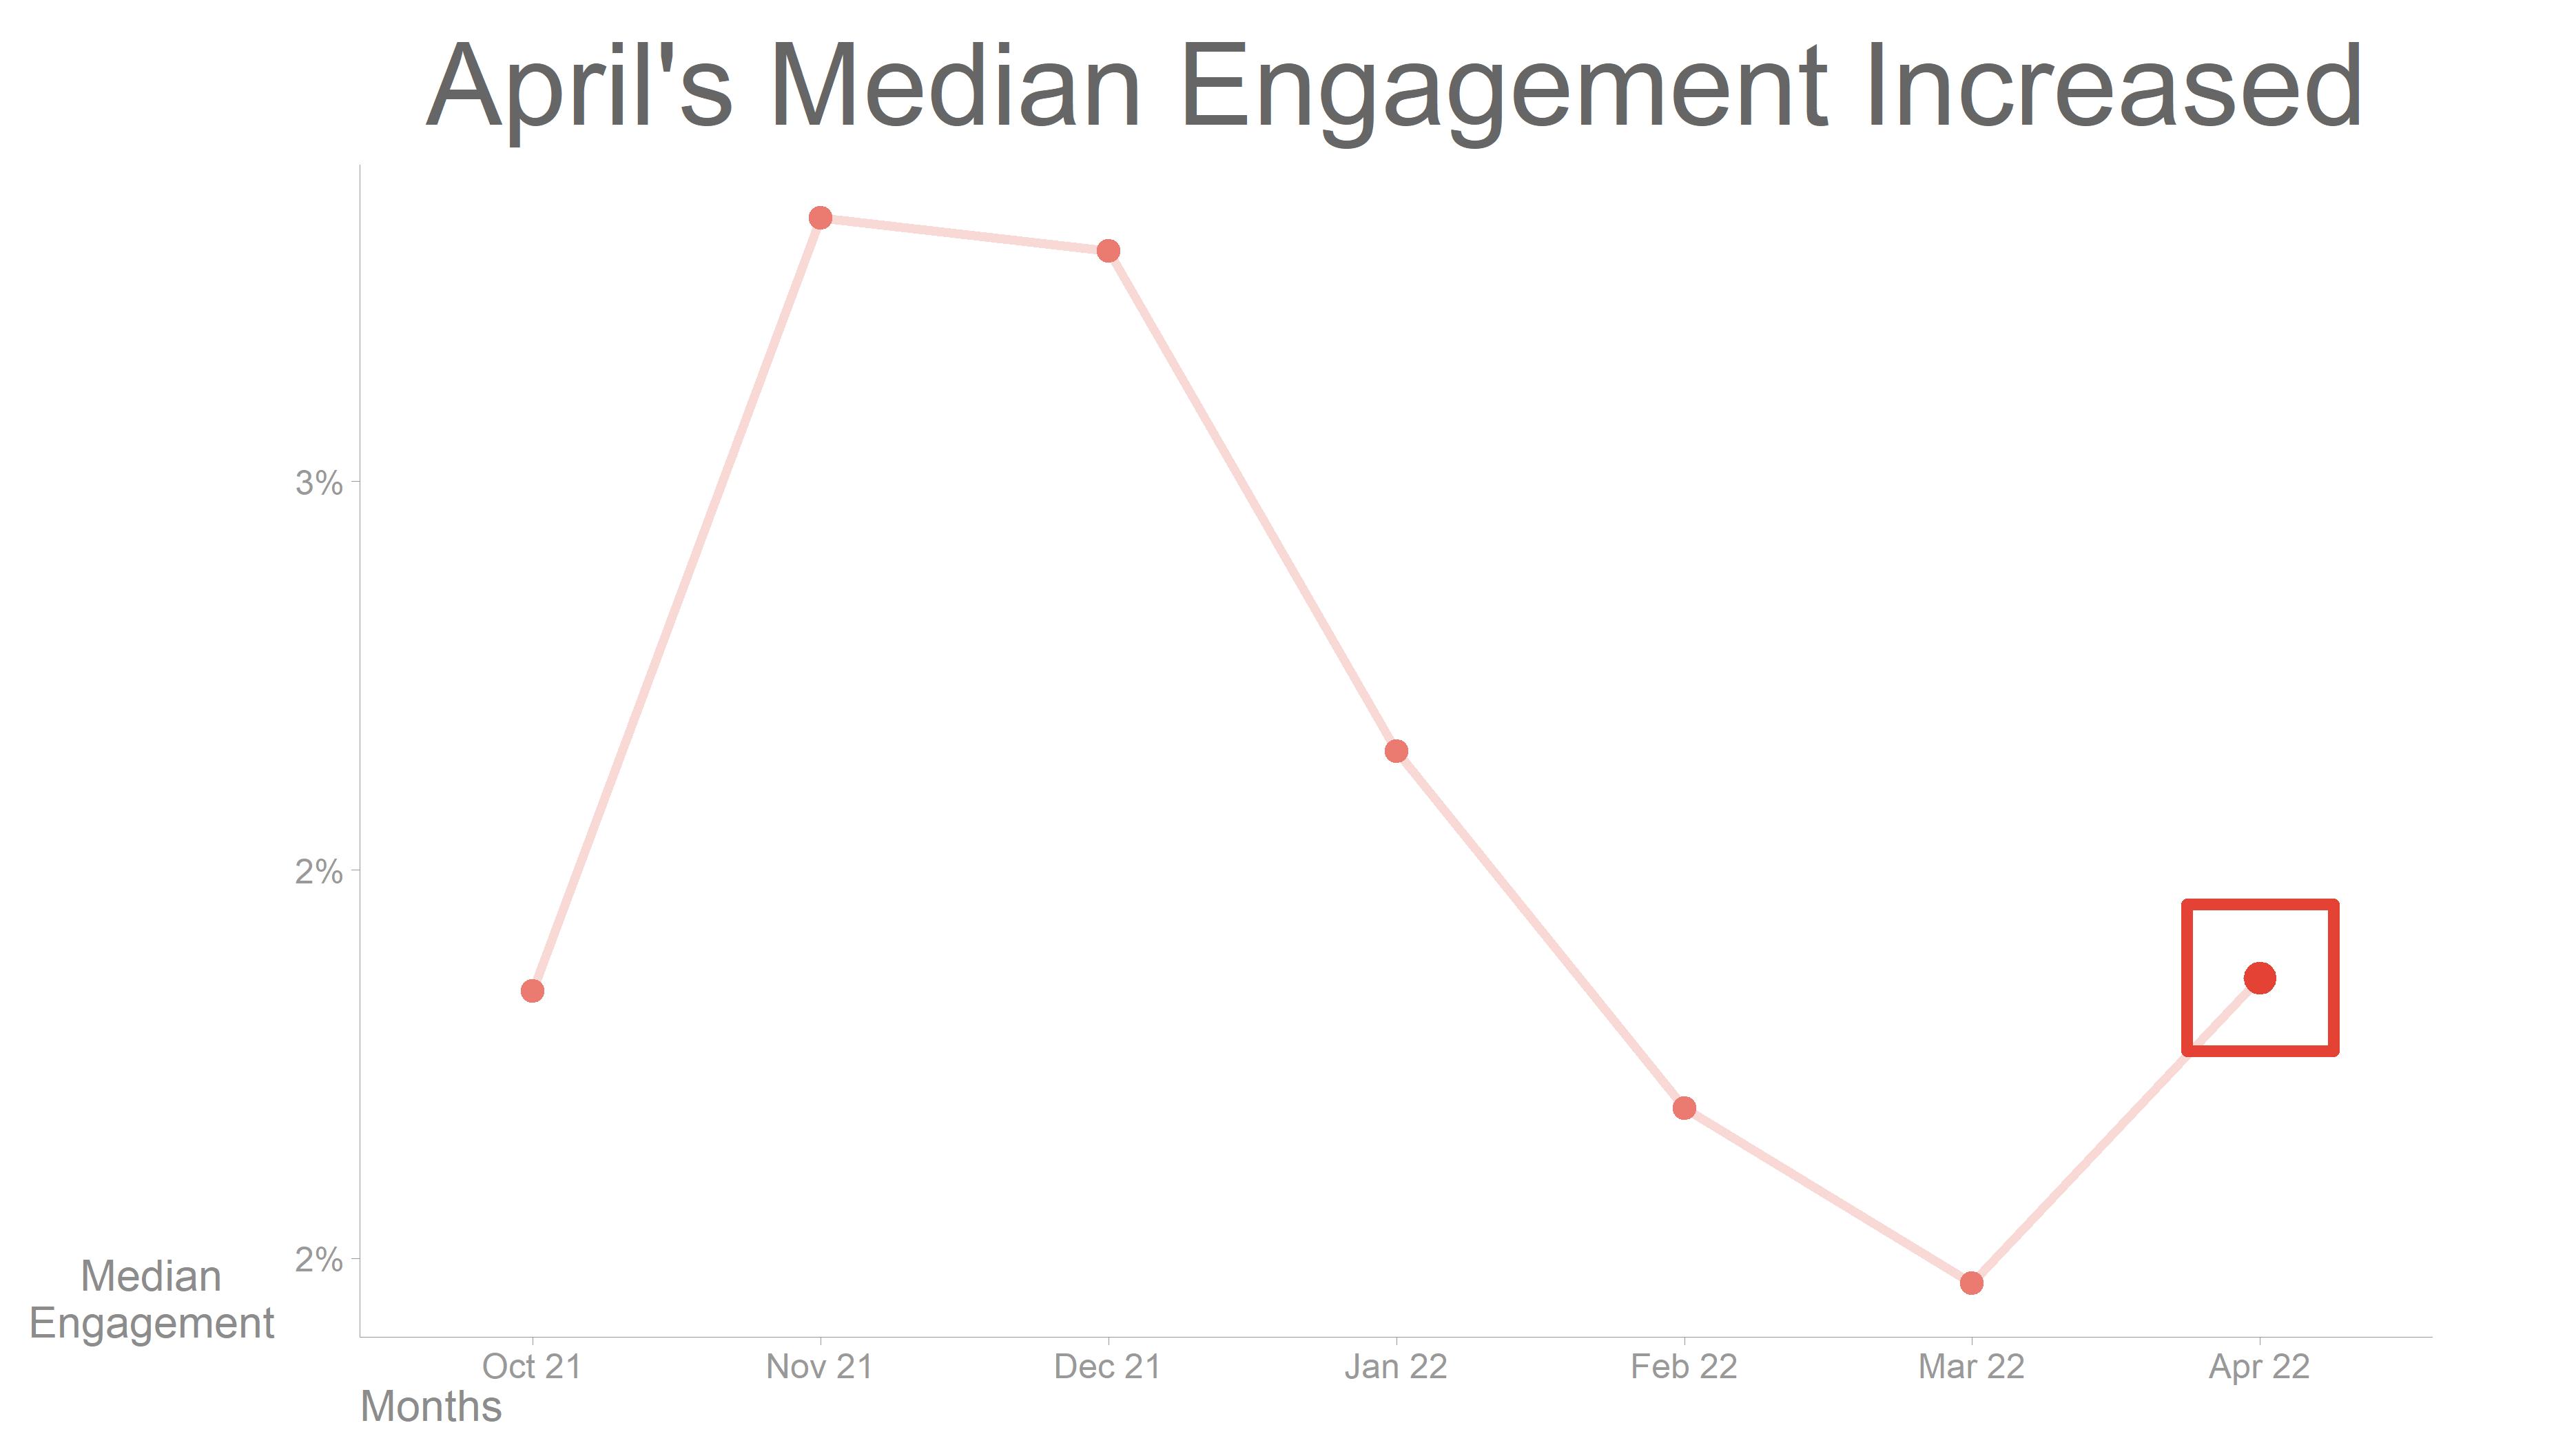 April's Median Engagement Increased
3%
2%
2%
Median
Engagement
Oct 21
Nov 21
Dec 21
Jan 22
Feb 22
Mar 22
Apr 22
Months